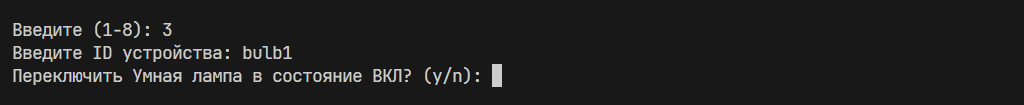 Введите (1-8): 3
Введите ID устройства: bulb1
Переключить Умная лампа в состояние ВКЛ? (y/n):